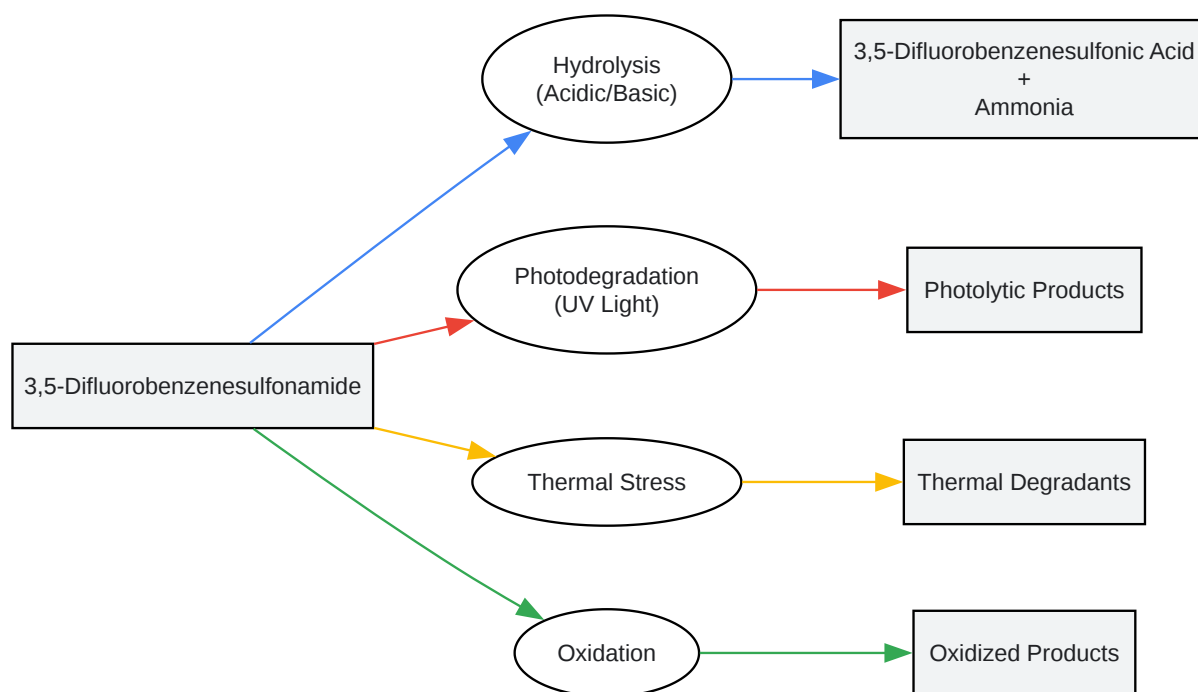 Hydrolysis
(Acidic/Basic)
3,5-Difluorobenzenesulfonic Acid
+
Ammonia
Photodegradation
(UV Light)
Photolytic Products
3,5-Difluorobenzenesulfonamide
Thermal Stress
Thermal Degradants
Oxidation
Oxidized Products